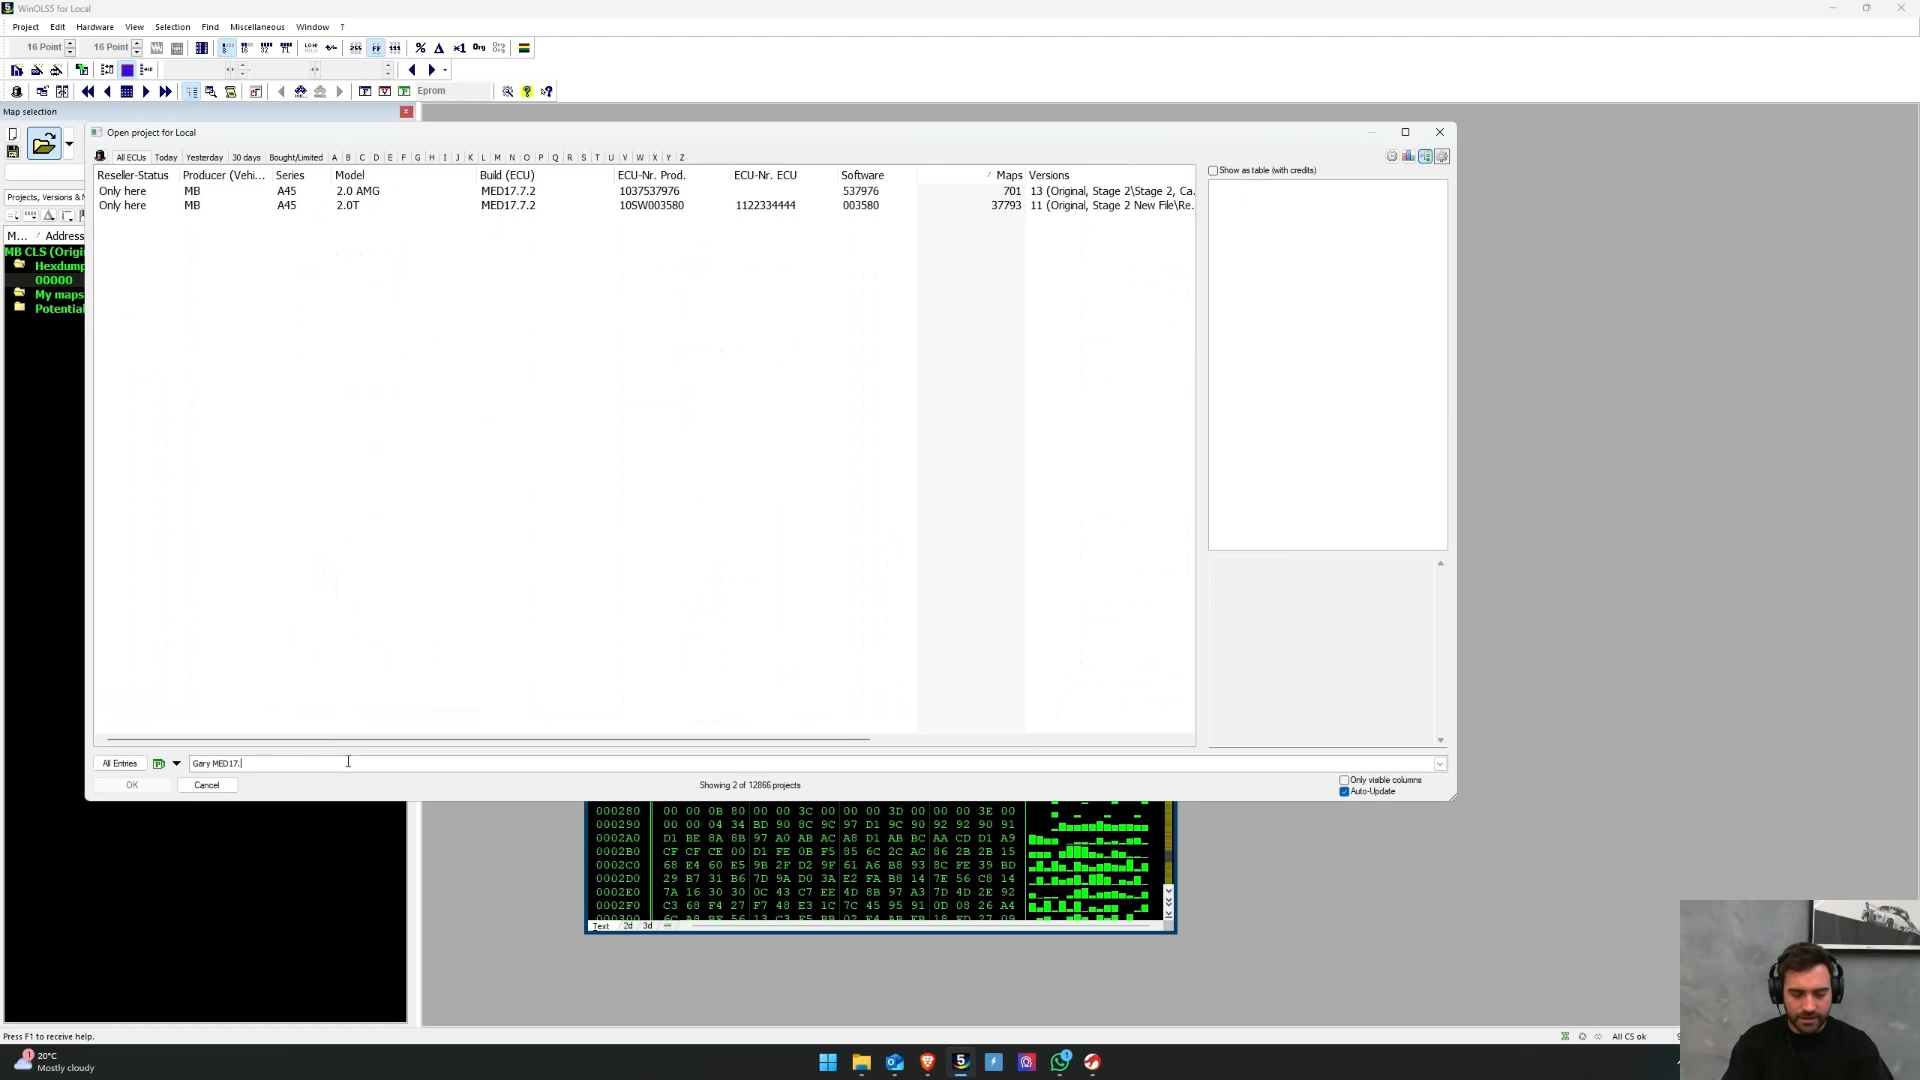 WinOLS5 for Local
Project Edit Hardware View Selection Find Miscellaneous Window ?
16 Point 16 Point
Eprom
Map selection
Open project for Local
All ECUs Today Yesterday 30 days Bought/Limited A B C D E F G H I J K L M N O P Q R S T U V W X Y Z
Show as table (with credits)
Reseller-Status Producer (Vehi... Series Model Build (ECU) ECU-Nr. Prod. ECU-Nr. ECU Software Maps Versions
Only here MB A45 2.0 AMG MED17.7.2 1037537976 537976 701 13 (Original, Stage 2\Stage 2, Ca.
Only here MB A45 2.0T MED17.7.2 10SW003580 1122334444 003580 37793 11 (Original, Stage 2 New File\Re.
Projects, Versions &
M... / Address
MB CLS (Origi
Hexdump
00000
My maps
Potential
All Entries Gary MED17.
OK Cancel Showing 2 of 12866 projects
Only visible columns
Auto-Update
000280 00 00 0B 80 00 00 3C 00 00 00 3D 00 00 00 3E 00
000290 00 00 04 34 BD 90 8C 9C 97 D1 9C 90 92 92 90 91
0002A0 D1 BE 8A 8B 97 A0 AB AC A8 D1 AB BC AA CD D1 A9
0002B0 CF CF CE 00 D1 FE 0B F5 85 6C 2C AC 86 2B 2B 15
0002C0 68 E4 60 E5 9B 2F D2 9F 61 A6 B8 93 8C FE 39 BD
0002D0 29 B7 31 B6 7D 9A D0 3A E2 FA B8 14 7E 56 C8 14
0002E0 7A 16 30 30 0C 43 C7 EE 4D 8B 97 A3 7D 4D 2E 92
0002F0 C3 68 F4 27 F7 48 E3 1C 7C 45 95 91 0D 08 26 A4
000300
Text 2d 3d
Press F1 to receive help.
All CS ok
20°C
Mostly cloudy